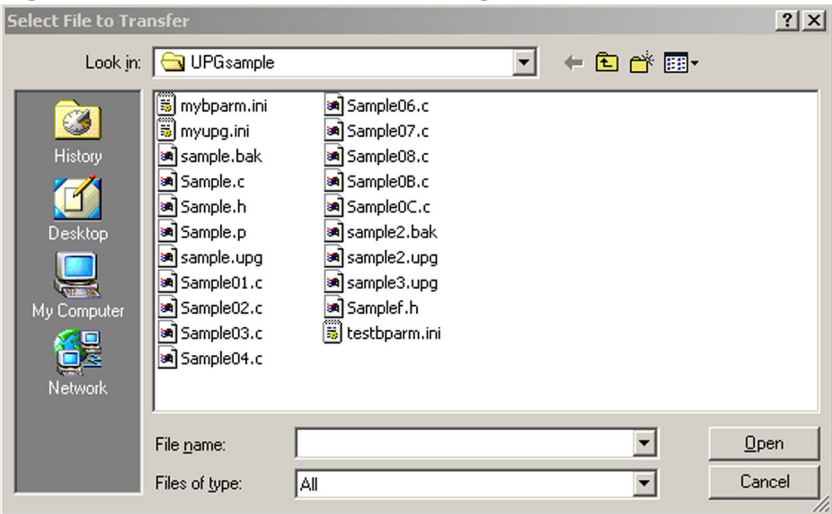 Select File to Transfer
Look in:
UPGsample
History
Desktop
My Computer
Network
mybparm.ini
myupg.ini
sample.bak
Sample.c
Sample.h
Sample.p
sample.upg
Sample01.c
Sample02.c
Sample03.c
Sample04.c
Sample06.c
Sample07.c
Sample08.c
Sample0B.c
Sample0C.c
sample2.bak
sample2.upg
sample3.upg
Samplef.h
testbparm.ini
File name:
Open
Files of type:
All
Cancel